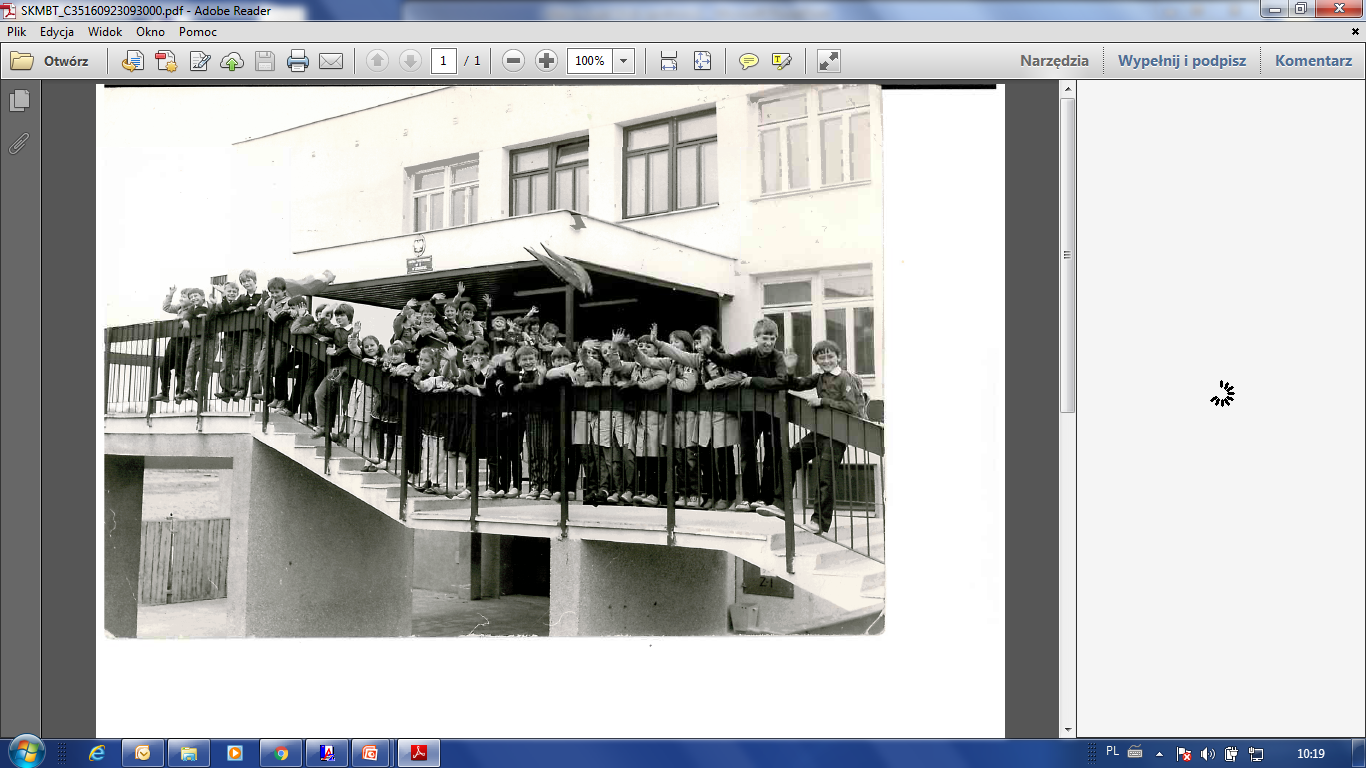 SKMBT_C35160923093000.pdf - Adobe Reader
Plik Edycja Widok Okno Pomoc
Otwórz 1 / 1 100% Narzędzia Wypełnij i podpisz Komentarz
Z-1
PL 10:19